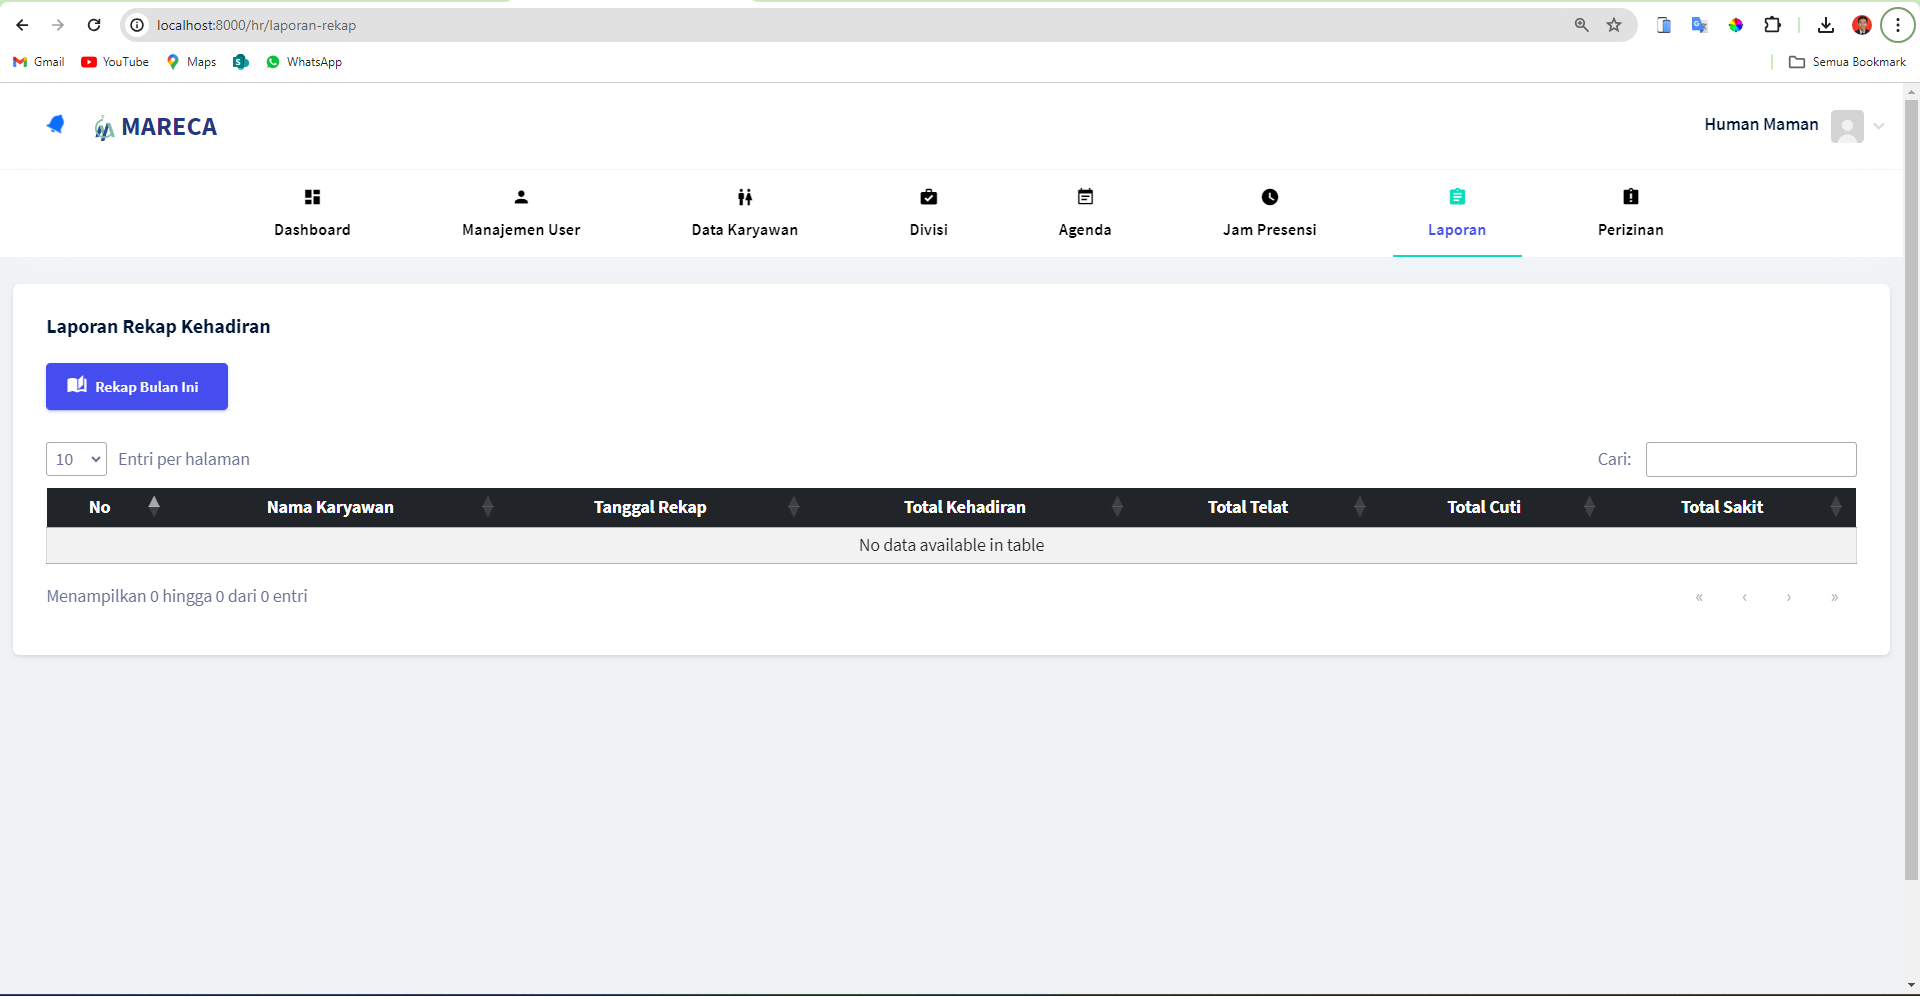 localhost:8000/hr/laporan-rekap
Gmail YouTube Maps WhatsApp Semua Bookmark
MARECA Human Maman
Dashboard Manajemen User Data Karyawan Divisi Agenda Jam Presensi Laporan Perizinan
Laporan Rekap Kehadiran
Rekap Bulan Ini
10 Entri per halaman Cari:
No Nama Karyawan Tanggal Rekap Total Kehadiran Total Telat Total Cuti Total Sakit
No data available in table
Menampilkan 0 hingga 0 dari 0 entri « ‹ › »